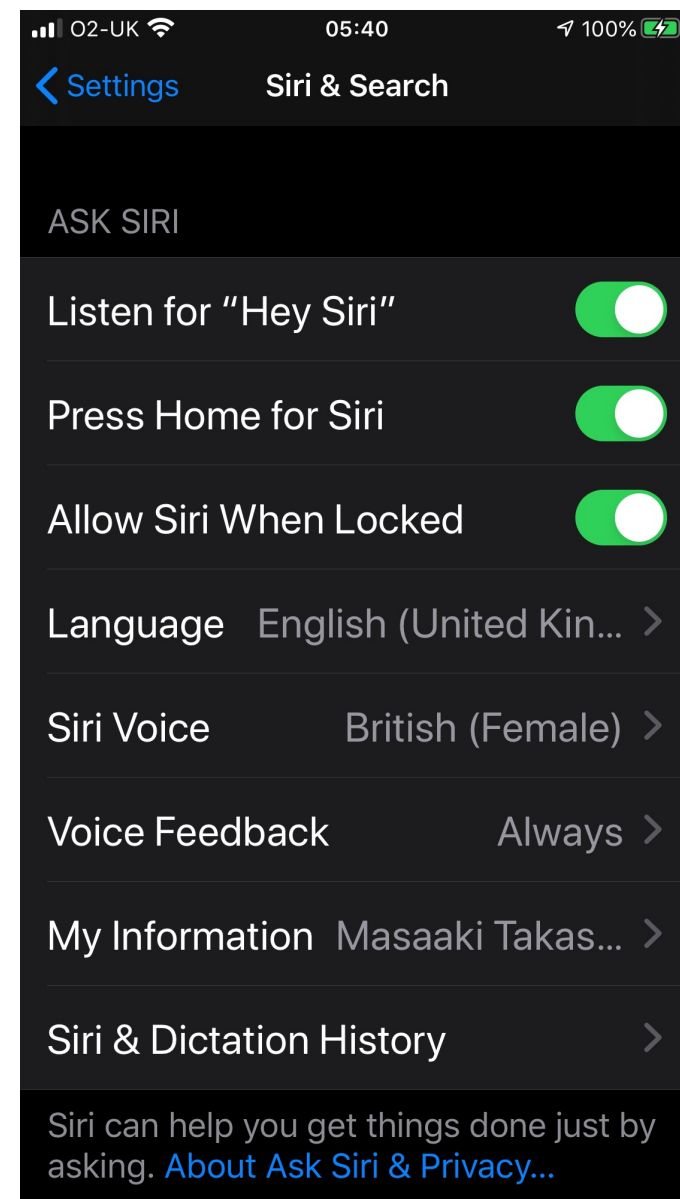 O2-UK 05:40 100%
Settings Siri & Search
ASK SIRI
Listen for “Hey Siri”
Press Home for Siri
Allow Siri When Locked
Language English (United Kin...
Siri Voice British (Female)
Voice Feedback Always
My Information Masaaki Takas...
Siri & Dictation History
Siri can help you get things done just by
asking. About Ask Siri & Privacy...